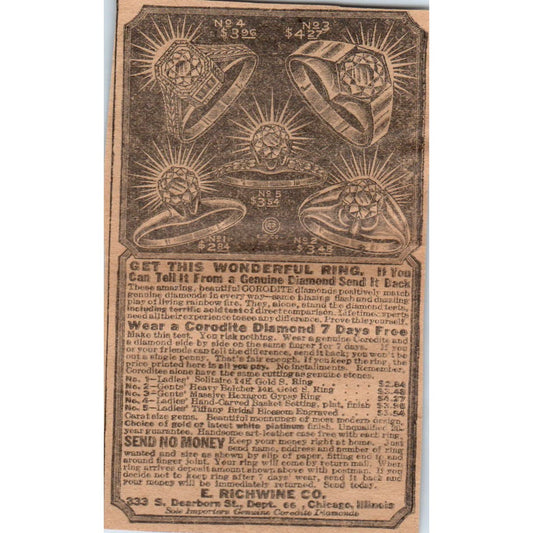 No 4
$3.96
No 3
$4.27
No 5
$3.54
No 1
$2.84
No 2
GET THIS WONDERFUL RING. If You
Can Tell It From a Genuine Diamond Send It Back
These amazing, beautiful CORODITE diamonds positively match
genuine diamonds in every way—same blazing flash and dazzling
play of living rainbow fire. They, alone, stand the diamond tests,
including terrific acid test of direct comparison. Lifetime experts
need all their experience to see any difference. Prove this yourself.
Wear a Corodite Diamond 7 Days Free
Make this test. You risk nothing. Wear a genuine Corodite and
a diamond side by side on the same finger for 7 days. If you
or your friends can tell the difference, send it back; you won't be
out a single penny. That's fair enough. If you keep the ring, the
price printed here is all you pay. No installments. Remember,
Corodites alone have the same cutting as genuine stones.
No. 1—Ladies' Solitaire 14K Gold S. Ring $2.84
No. 2—Gents' Heavy Belcher 14K Gold S. Ring $3.48
No. 3—Gents' Massive Hexagon Gypsy Ring $4.27
No. 4—Ladies' Hand-Carved Basket Setting, plat. finish $3.96
No. 5—Ladies' Tiffany Bridal Blossom Engraved $3.54
Carat size gems. Beautiful mountings of most modern design.
Choice of gold or latest white platinum finish. Unqualified
year guarantee. Handsome art-leather case free with each ring.
SEND NO MONEY Keep your money right at home. Just
send name, address and number of ring
wanted and size as shown by slip of paper, fitting end to end
around finger joint. Your ring will come by return mail. When
ring arrives deposit amount shown above with postman. If you
decide not to keep ring after 7 days' wear, send it back and
your money will be immediately returned. Send today.
E. RICHWINE CO.
333 S. Dearborn St., Dept. 66, Chicago, Illinois
Sole Importers Genuine Corodite Diamonds